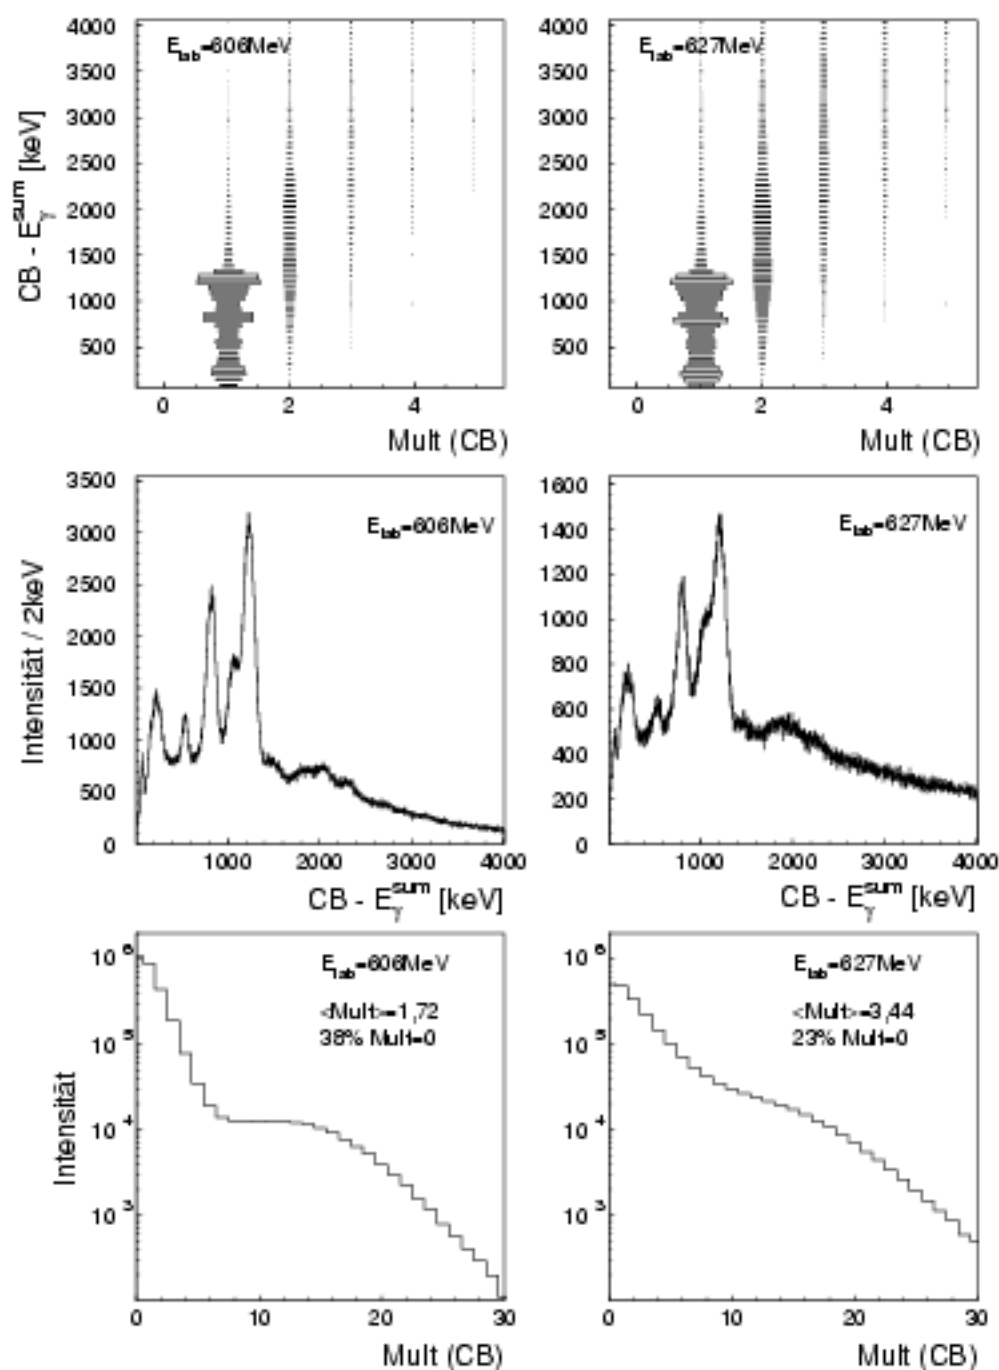 E_lab=606MeV
CB - E_γ^sum [keV]
4000
3500
3000
2500
2000
1500
1000
500
0 2 4
Mult (CB)
E_lab=627MeV
4000
3500
3000
2500
2000
1500
1000
500
0 2 4
Mult (CB)
E_lab=606MeV
Intensität / 2keV
3500
3000
2500
2000
1500
1000
500
0
1000 2000 3000 4000
CB - E_γ^sum [keV]
E_lab=627MeV
1600
1400
1200
1000
800
600
400
200
0
1000 2000 3000 4000
CB - E_γ^sum [keV]
E_lab=606MeV
<Mult>=1,72
38% Mult=0
Intensität
10^6
10^5
10^4
10^3
0 10 20 30
Mult (CB)
E_lab=627MeV
<Mult>=3,44
23% Mult=0
10^6
10^5
10^4
10^3
0 10 20 30
Mult (CB)